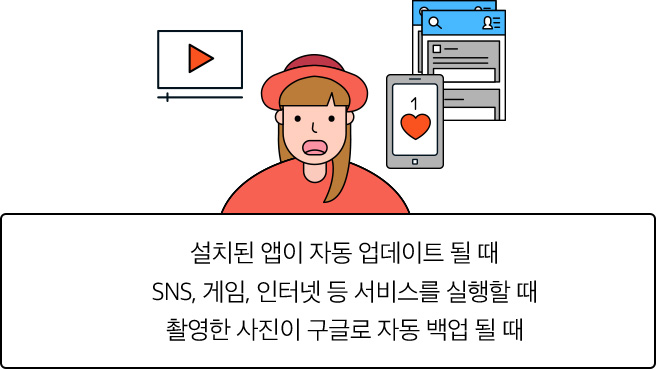 1
설치된 앱이 자동 업데이트 될 때
SNS, 게임, 인터넷 등 서비스를 실행할 때
촬영한 사진이 구글로 자동 백업 될 때